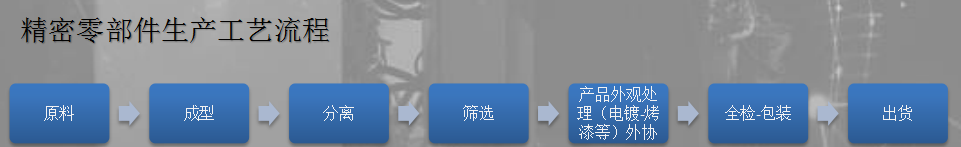 精密零部件生产工艺流程
原料
成型
分离
筛选
产品外观处
理（电镀-烤
漆等）外协
全检-包装
出货